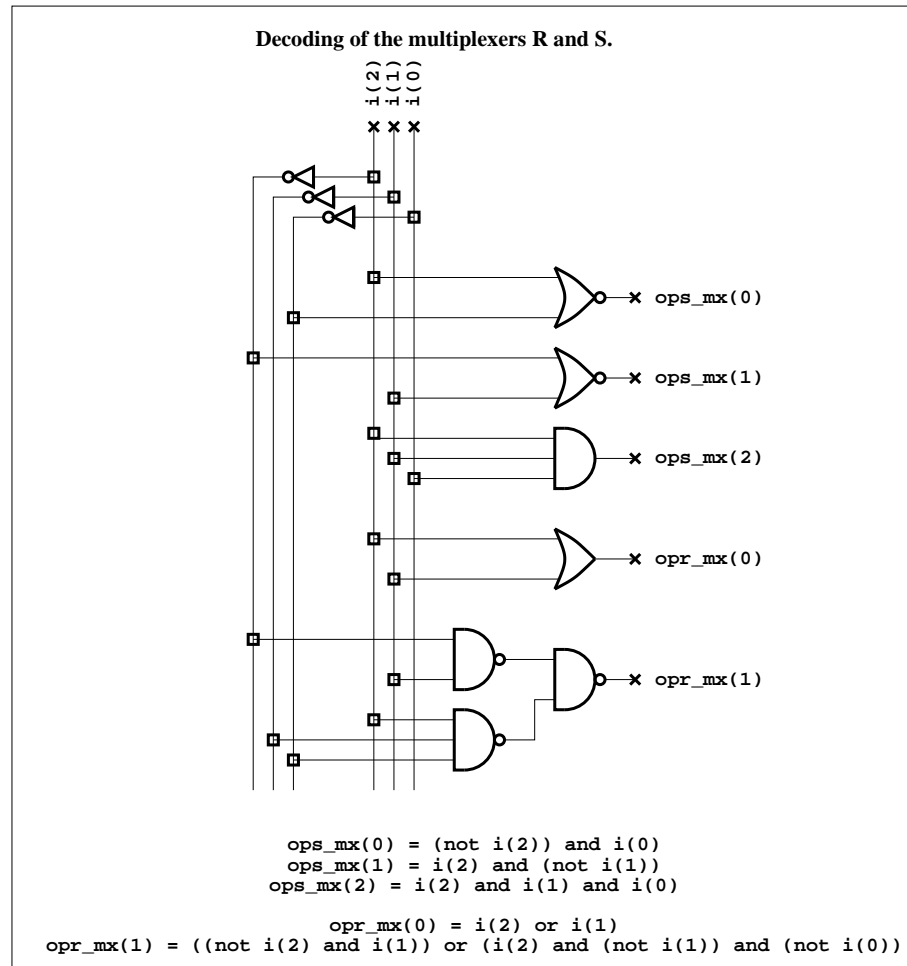 Decoding of the multiplexers R and S.
i(2)
i(1)
i(0)
ops_mx(0)
ops_mx(1)
ops_mx(2)
opr_mx(0)
opr_mx(1)
ops_mx(0) = (not i(2)) and i(0)
ops_mx(1) = i(2) and (not i(1))
ops_mx(2) = i(2) and i(1) and i(0)
opr_mx(0) = i(2) or i(1)
opr_mx(1) = ((not i(2) and i(1)) or (i(2) and (not i(1)) and (not i(0))